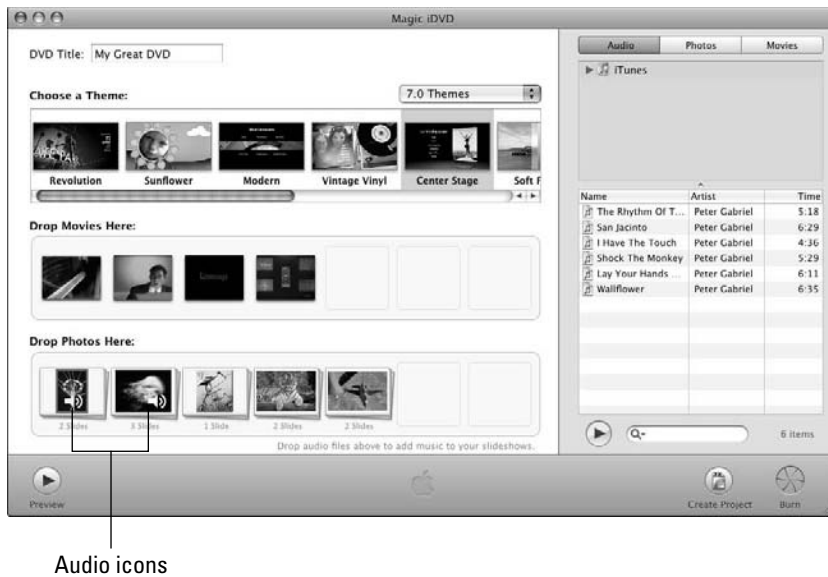 Magic iDVD
DVD Title: My Great DVD
Choose a Theme:
7.0 Themes
Revolution
Sunflower
Modern
Vintage Vinyl
Center Stage
Soft F
Drop Movies Here:
Drop Photos Here:
2 Slides
3 Slides
1 Slide
2 Slides
2 Slides
Drop audio files above to add music to your slideshows.
Audio
Photos
Movies
iTunes
Name Artist Time
The Rhythm Of T... Peter Gabriel 5:18
San Jacinto Peter Gabriel 6:29
I Have The Touch Peter Gabriel 4:36
Shock The Monkey Peter Gabriel 5:29
Lay Your Hands ... Peter Gabriel 6:11
Wallflower Peter Gabriel 6:35
6 items
Preview
Create Project
Burn
Audio icons